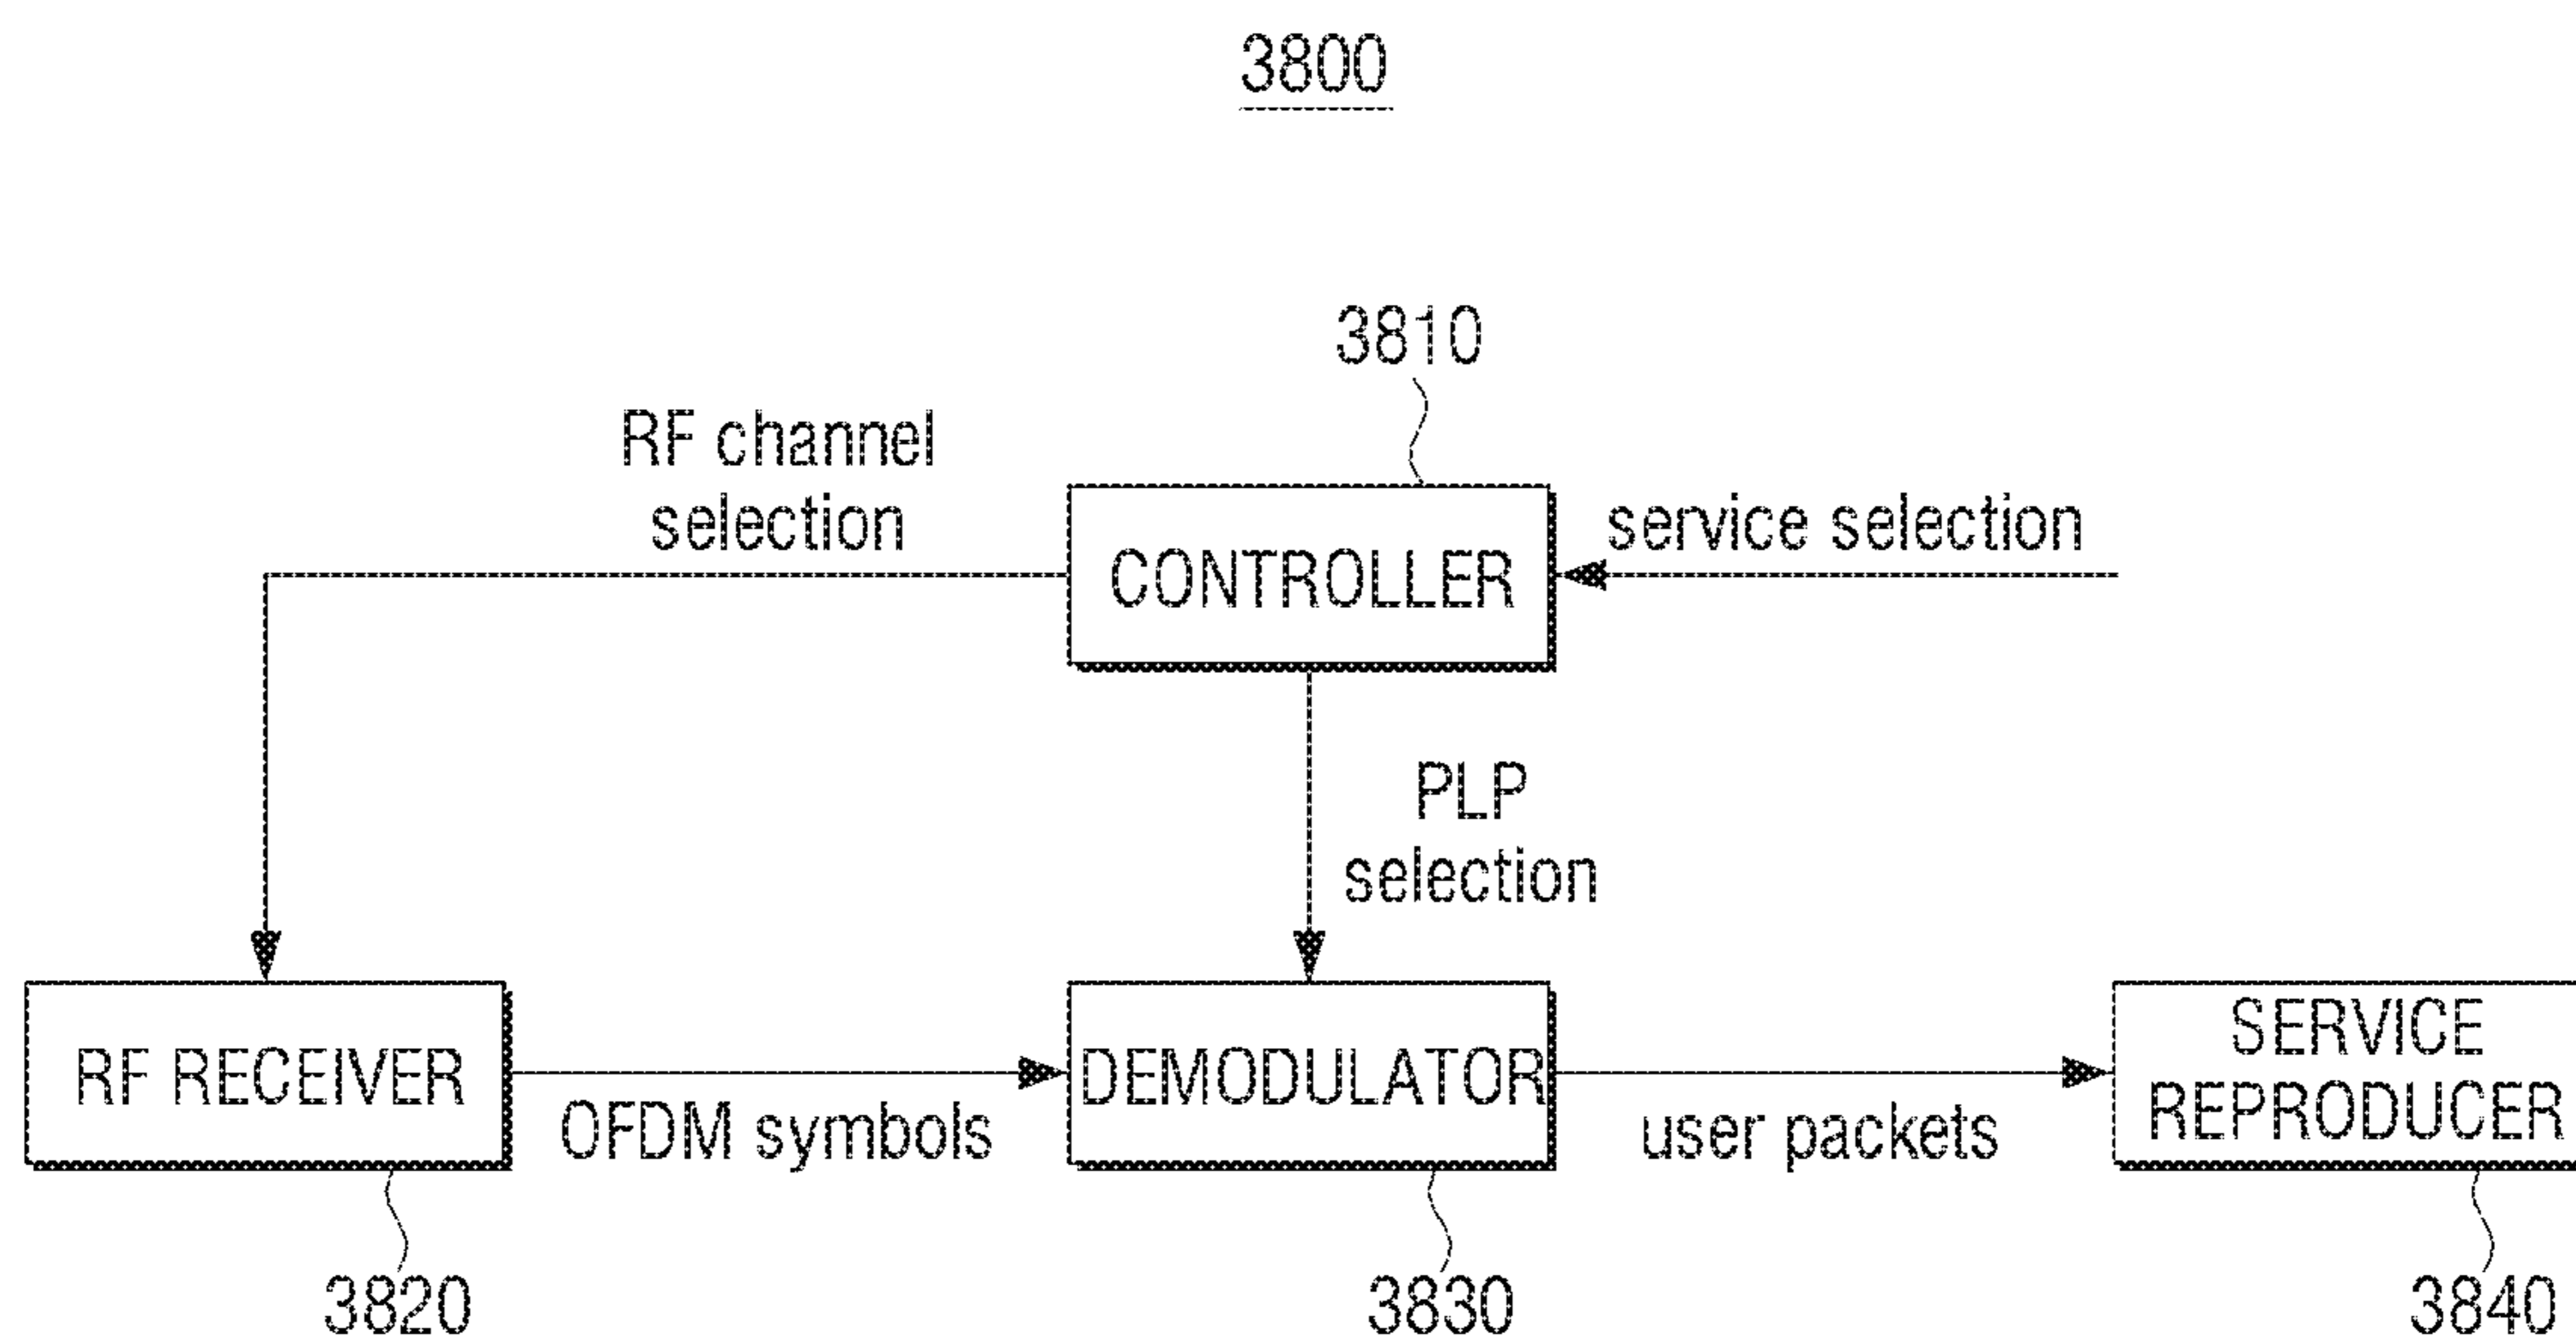 3800
3810
RF channel
selection
CONTROLLER
service selection
PLP
selection
RF RECEIVER
OFDM symbols
DEMODULATOR
user packets
SERVICE
REPRODUCER
3820
3830
3840